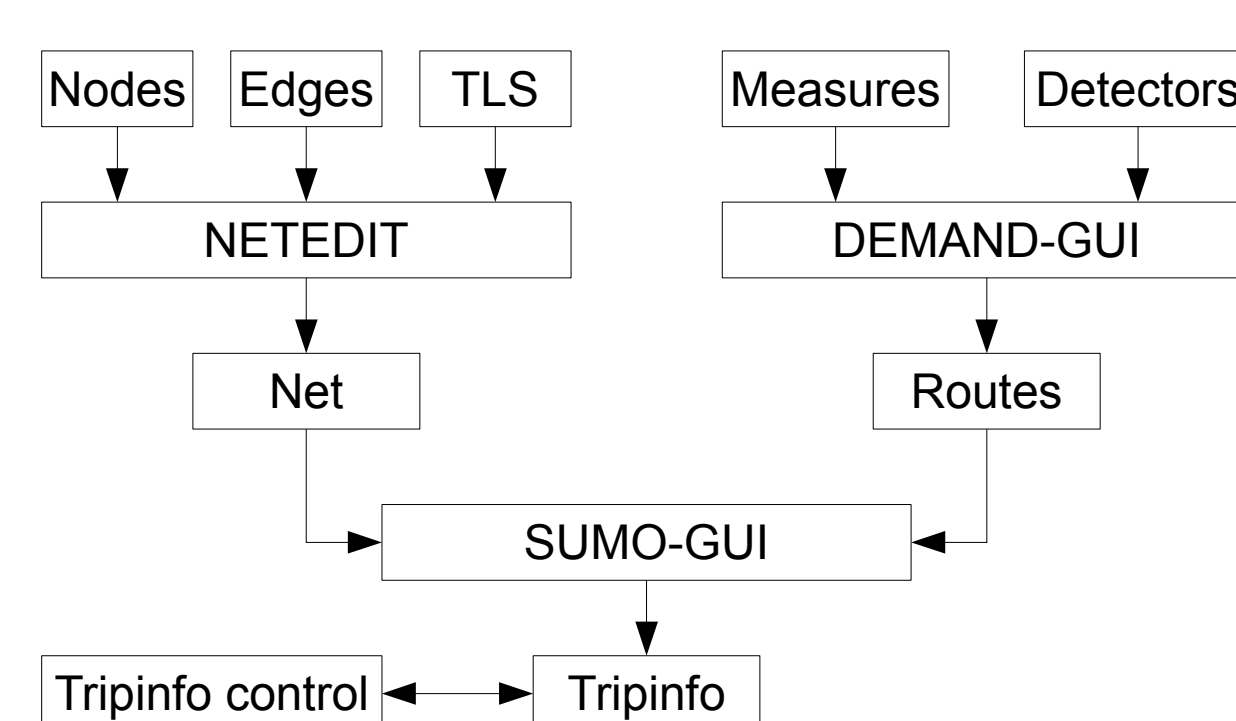 Nodes Edges TLS Measures Detectors
NETEDIT DEMAND-GUI
Net Routes
SUMO-GUI
Tripinfo control Tripinfo